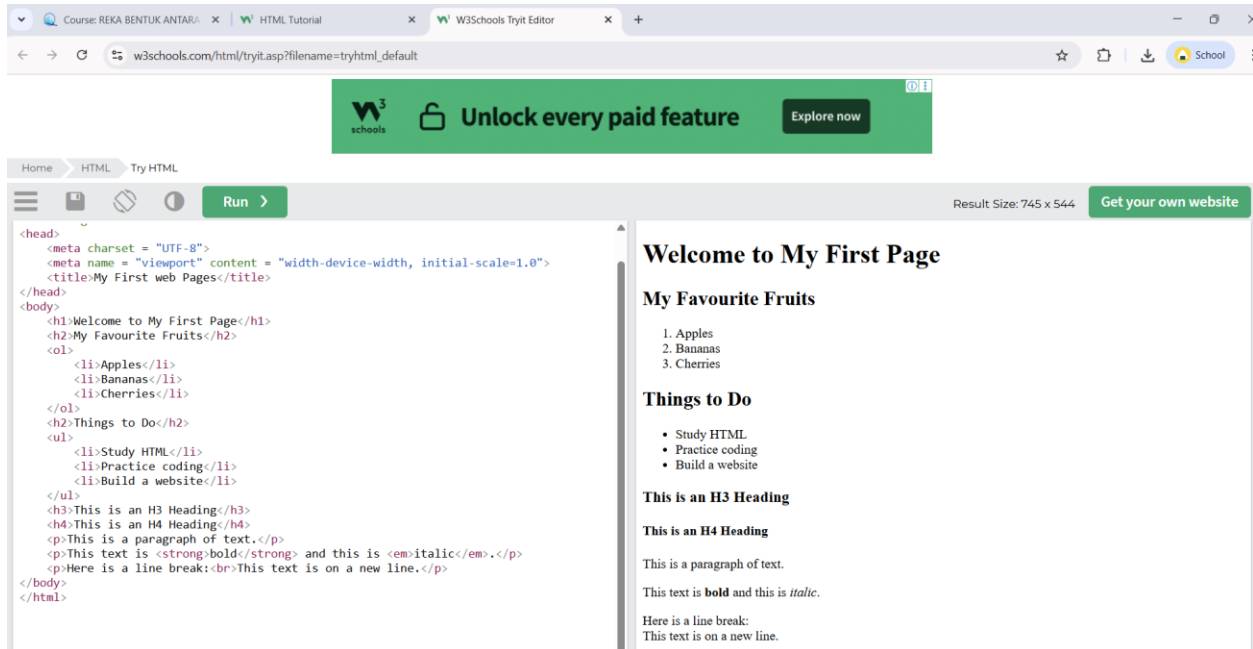 Course: REKA BENTUK ANTARA
HTML Tutorial
W3Schools Tryit Editor
w3schools.com/html/tryit.asp?filename=tryhtml_default
School
W3 schools
Unlock every paid feature
Explore now
Home
HTML
Try HTML
Run ❯
Result Size: 745 x 544
Get your own website
<head>
    <meta charset = "UTF-8">
    <meta name = "viewport" content = "width-device-width, initial-scale=1.0">
    <title>My First web Pages</title>
</head>
<body>
    <h1>Welcome to My First Page</h1>
    <h2>My Favourite Fruits</h2>
    <ol>
        <li>Apples</li>
        <li>Bananas</li>
        <li>Cherries</li>
    </ol>
    <h2>Things to Do</h2>
    <ul>
        <li>Study HTML</li>
        <li>Practice coding</li>
        <li>Build a website</li>
    </ul>
    <h3>This is an H3 Heading</h3>
    <h4>This is an H4 Heading</h4>
    <p>This is a paragraph of text.</p>
    <p>This text is <strong>bold</strong> and this is <em>italic</em>.</p>
    <p>Here is a line break:<br>This text is on a new line.</p>
</body>
</html>
Welcome to My First Page
My Favourite Fruits
1. Apples
2. Bananas
3. Cherries
Things to Do
• Study HTML
• Practice coding
• Build a website
This is an H3 Heading
This is an H4 Heading
This is a paragraph of text.
This text is bold and this is italic.
Here is a line break:
This text is on a new line.